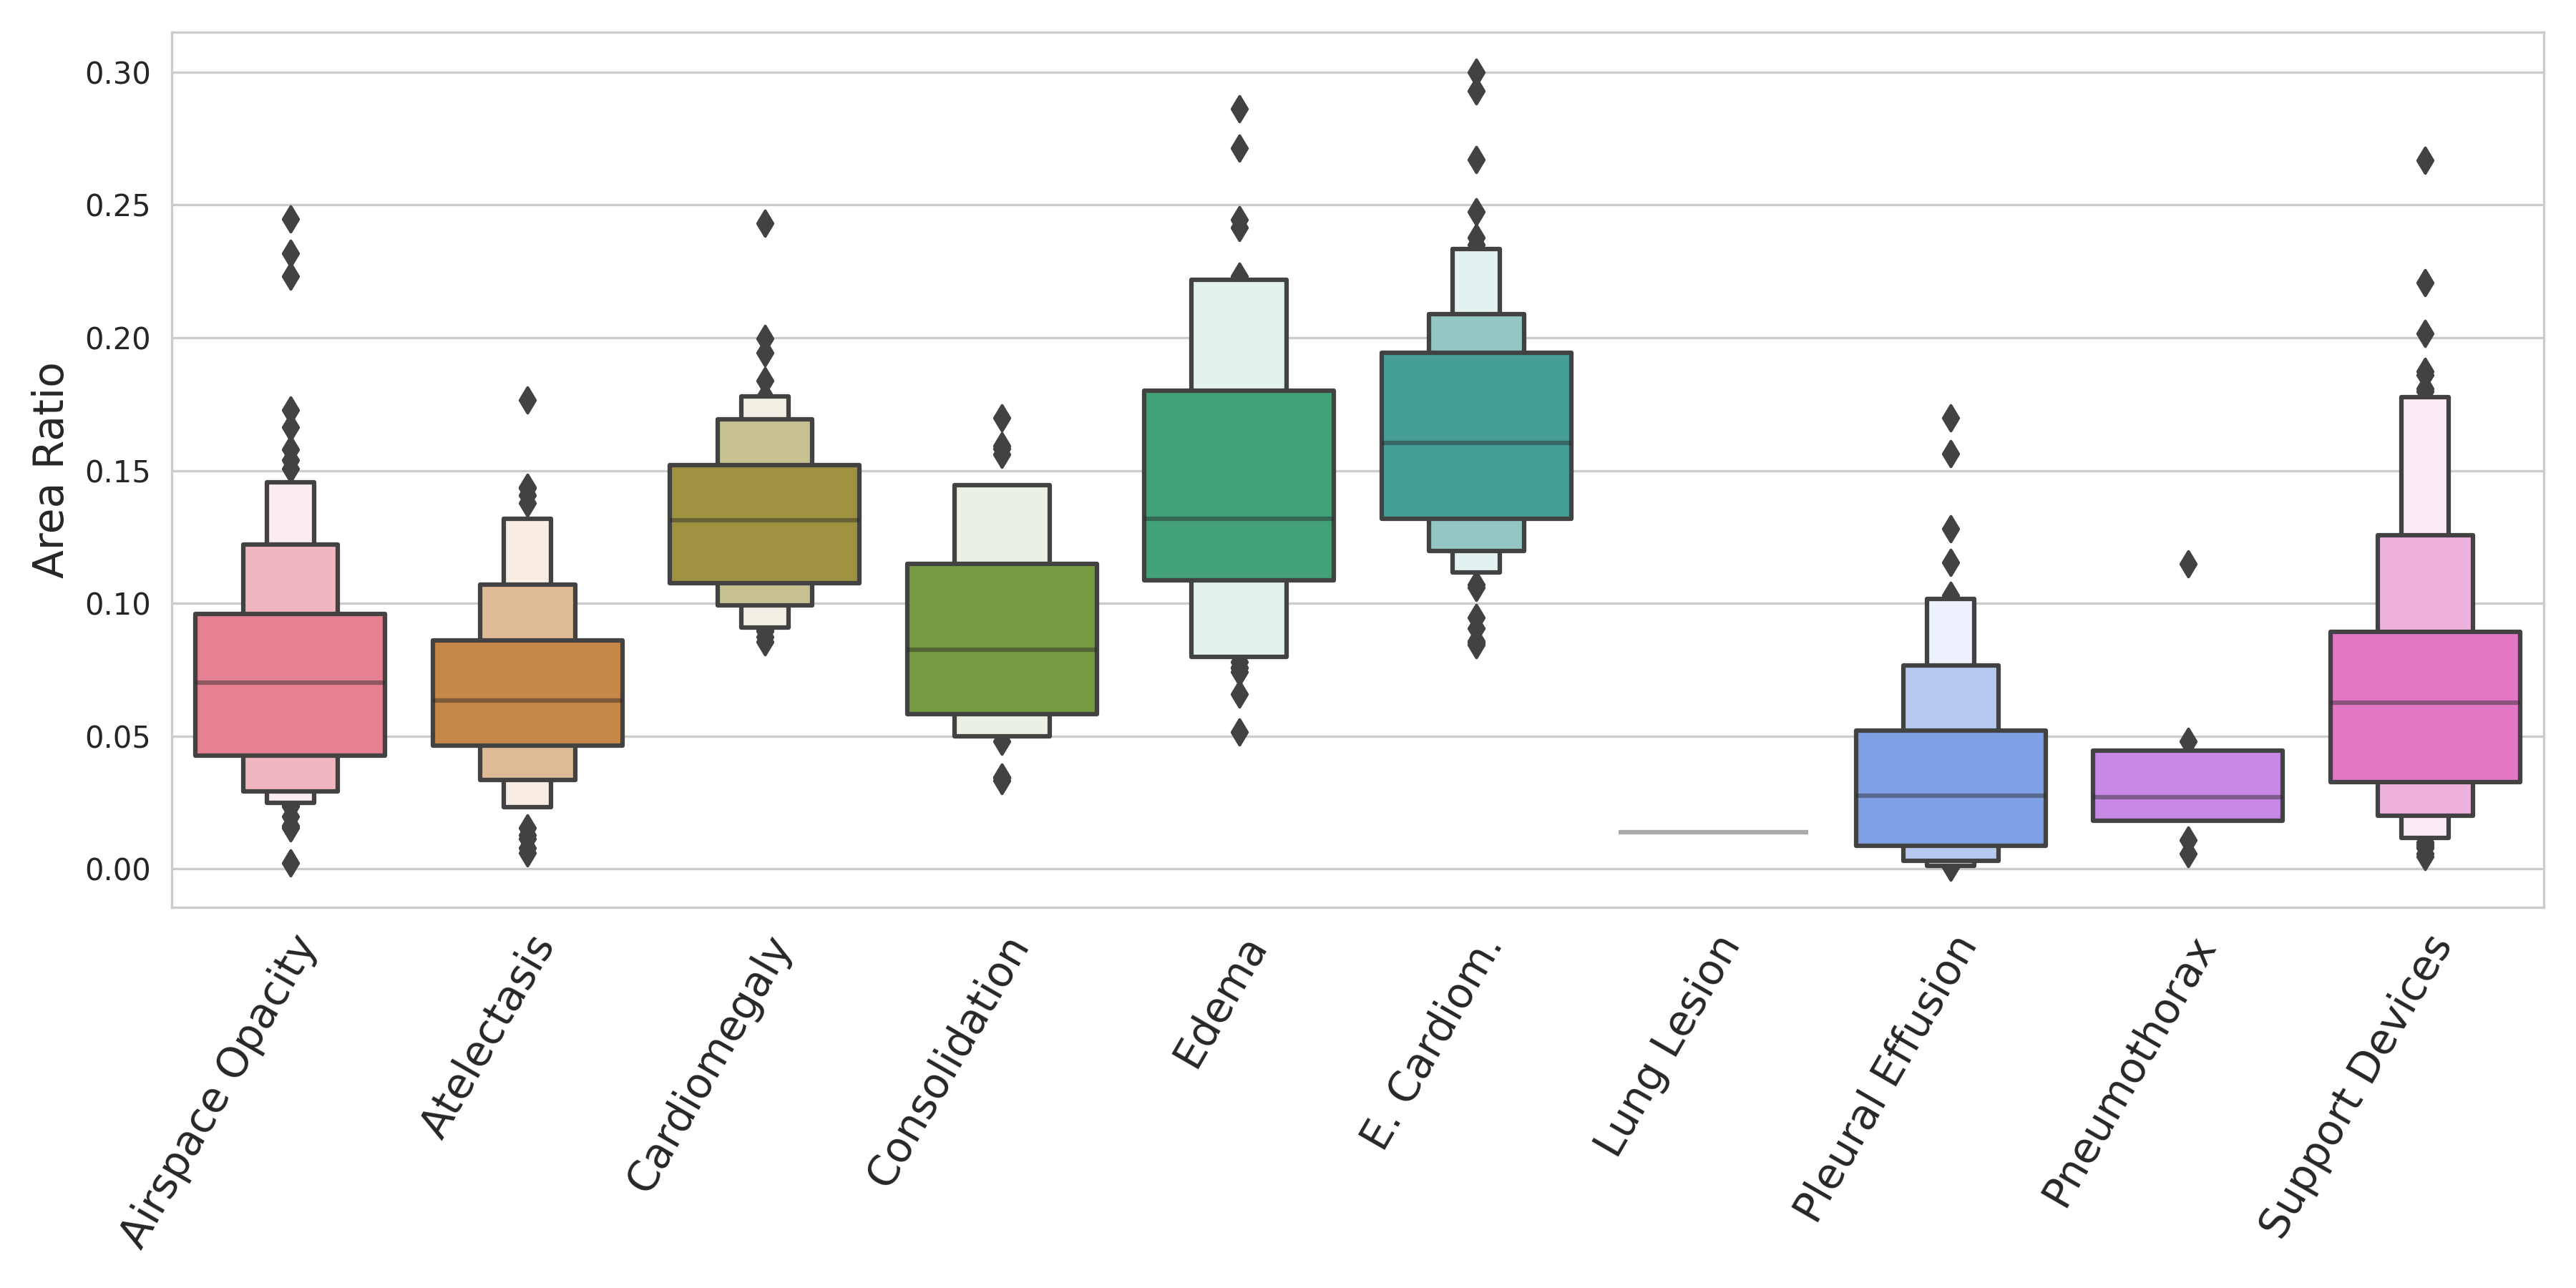 Area Ratio
0.30
0.25
0.20
0.15
0.10
0.05
0.00
Airspace Opacity
Atelectasis
Cardiomegaly
Consolidation
Edema
E. Cardiom.
Lung Lesion
Pleural Effusion
Pneumothorax
Support Devices